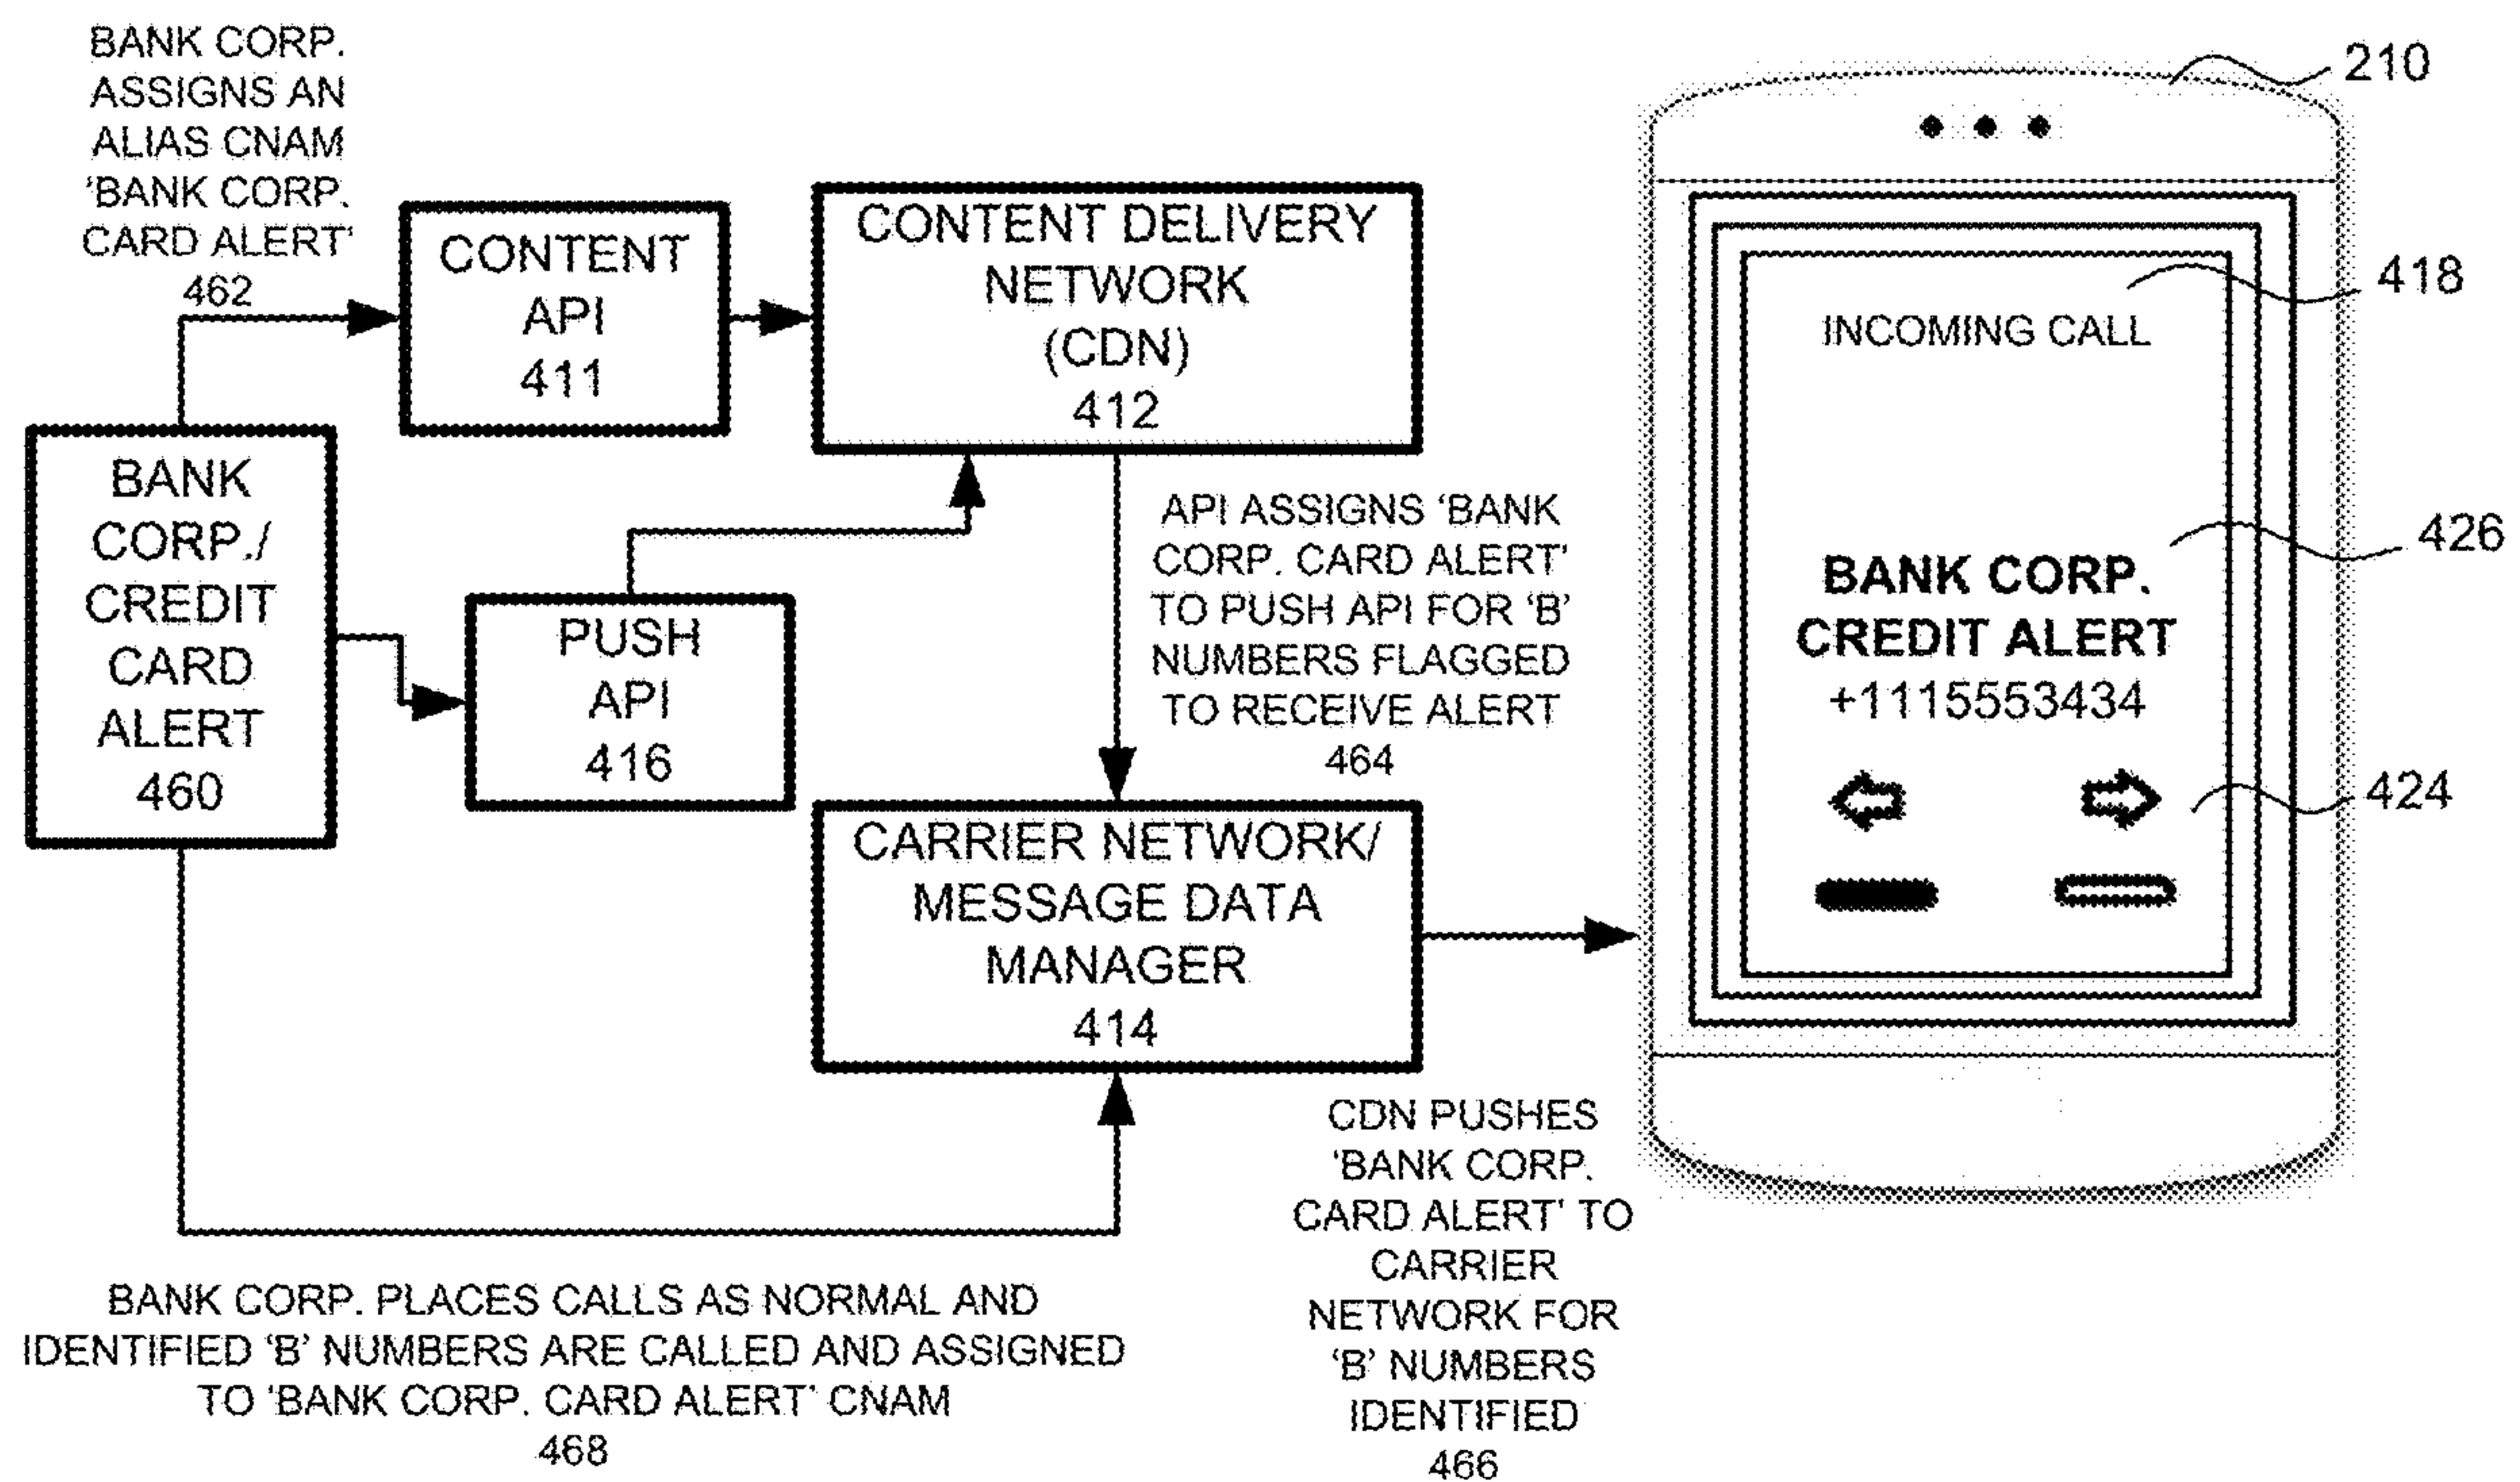 BANK CORP.
ASSIGNS AN
ALIAS CNAM
‘BANK CORP.
CARD ALERT’
462
CONTENT
API
411
CONTENT DELIVERY
NETWORK
(CDN)
412
BANK
CORP./
CREDIT
CARD
ALERT
460
PUSH
API
416
API ASSIGNS ‘BANK
CORP. CARD ALERT’
TO PUSH API FOR ‘B’
NUMBERS FLAGGED
TO RECEIVE ALERT
464
CARRIER NETWORK/
MESSAGE DATA
MANAGER
414
BANK CORP. PLACES CALLS AS NORMAL AND
IDENTIFIED ‘B’ NUMBERS ARE CALLED AND ASSIGNED
TO ‘BANK CORP. CARD ALERT’ CNAM
468
CDN PUSHES
‘BANK CORP.
CARD ALERT’ TO
CARRIER
NETWORK FOR
‘B’ NUMBERS
IDENTIFIED
466
210
418
INCOMING CALL
426
BANK CORP.
CREDIT ALERT
+1115553434
424